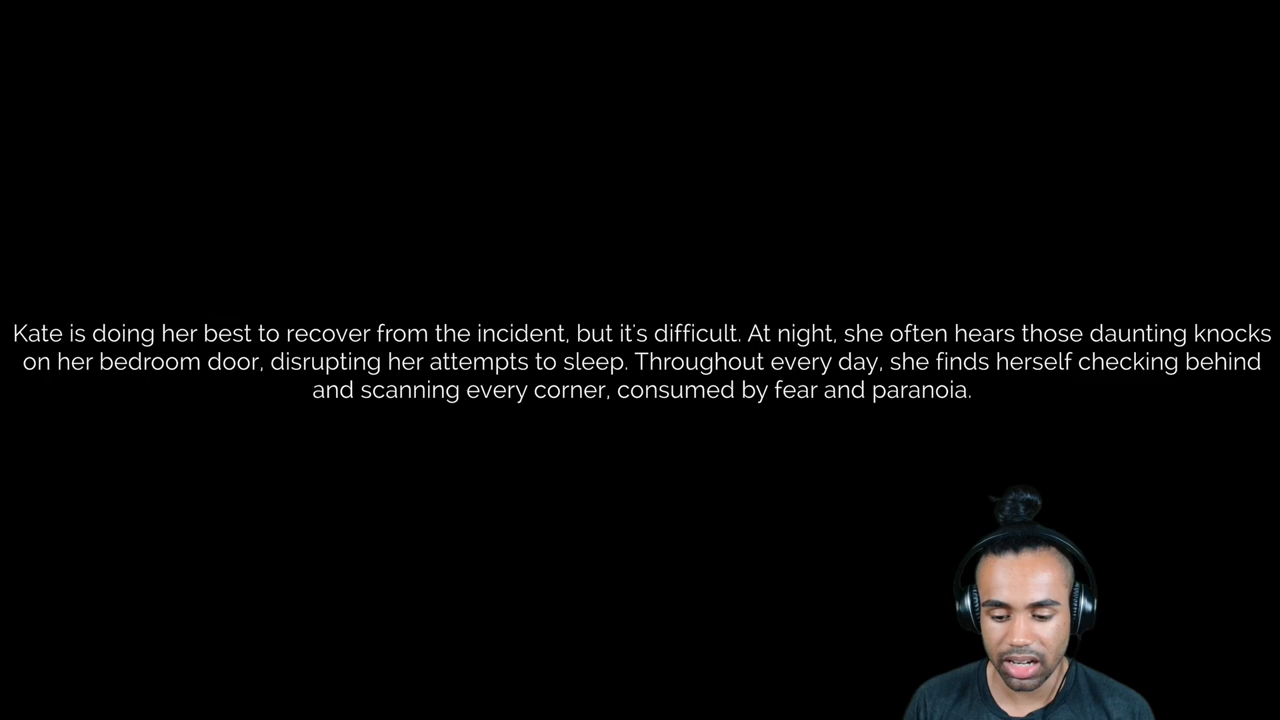 Kate is doing her best to recover from the incident, but it's difficult. At night, she often hears those daunting knocks
on her bedroom door, disrupting her attempts to sleep. Throughout every day, she finds herself checking behind
and scanning every corner, consumed by fear and paranoia.